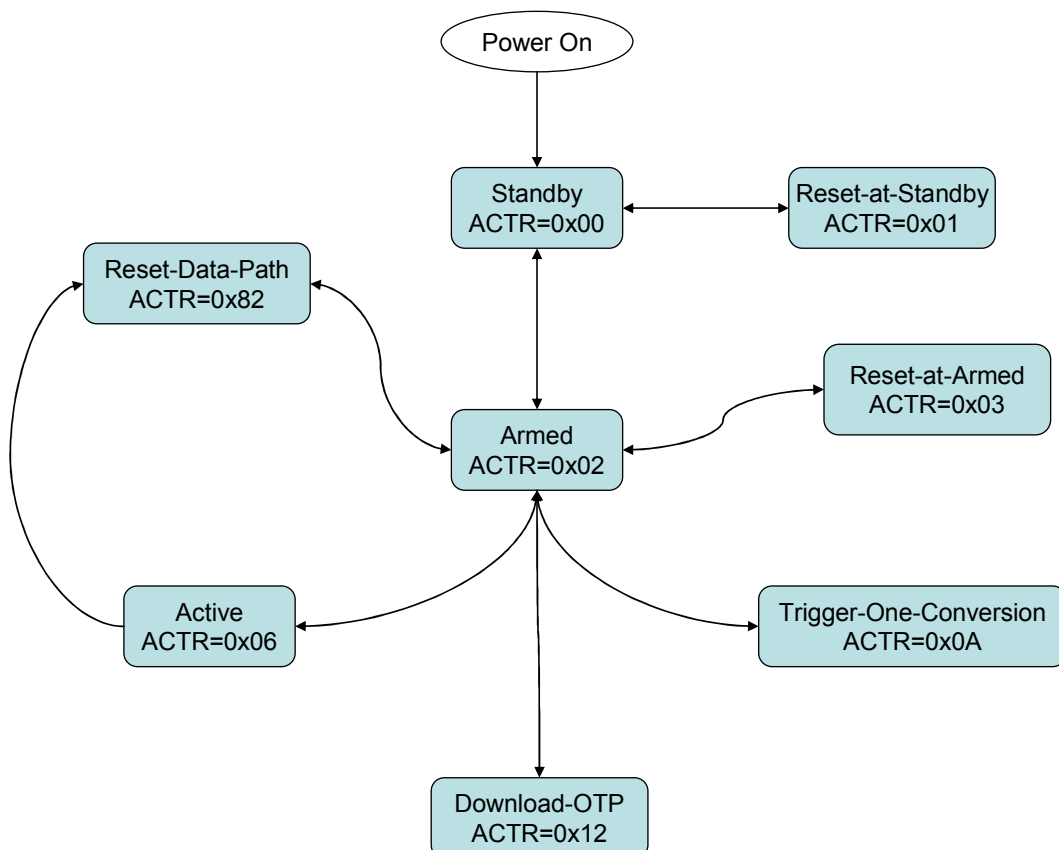 Power On
Standby
ACTR=0x00
Reset-at-Standby
ACTR=0x01
Reset-Data-Path
ACTR=0x82
Reset-at-Armed
ACTR=0x03
Armed
ACTR=0x02
Active
ACTR=0x06
Trigger-One-Conversion
ACTR=0x0A
Download-OTP
ACTR=0x12